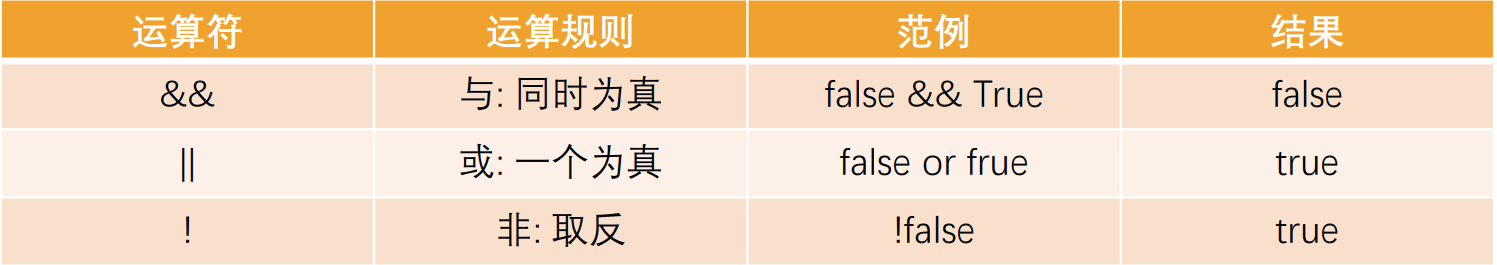 运算符 运算规则 范例 结果
&& 与: 同时为真 false && True false
|| 或: 一个为真 false or frue true
! 非: 取反 !false true